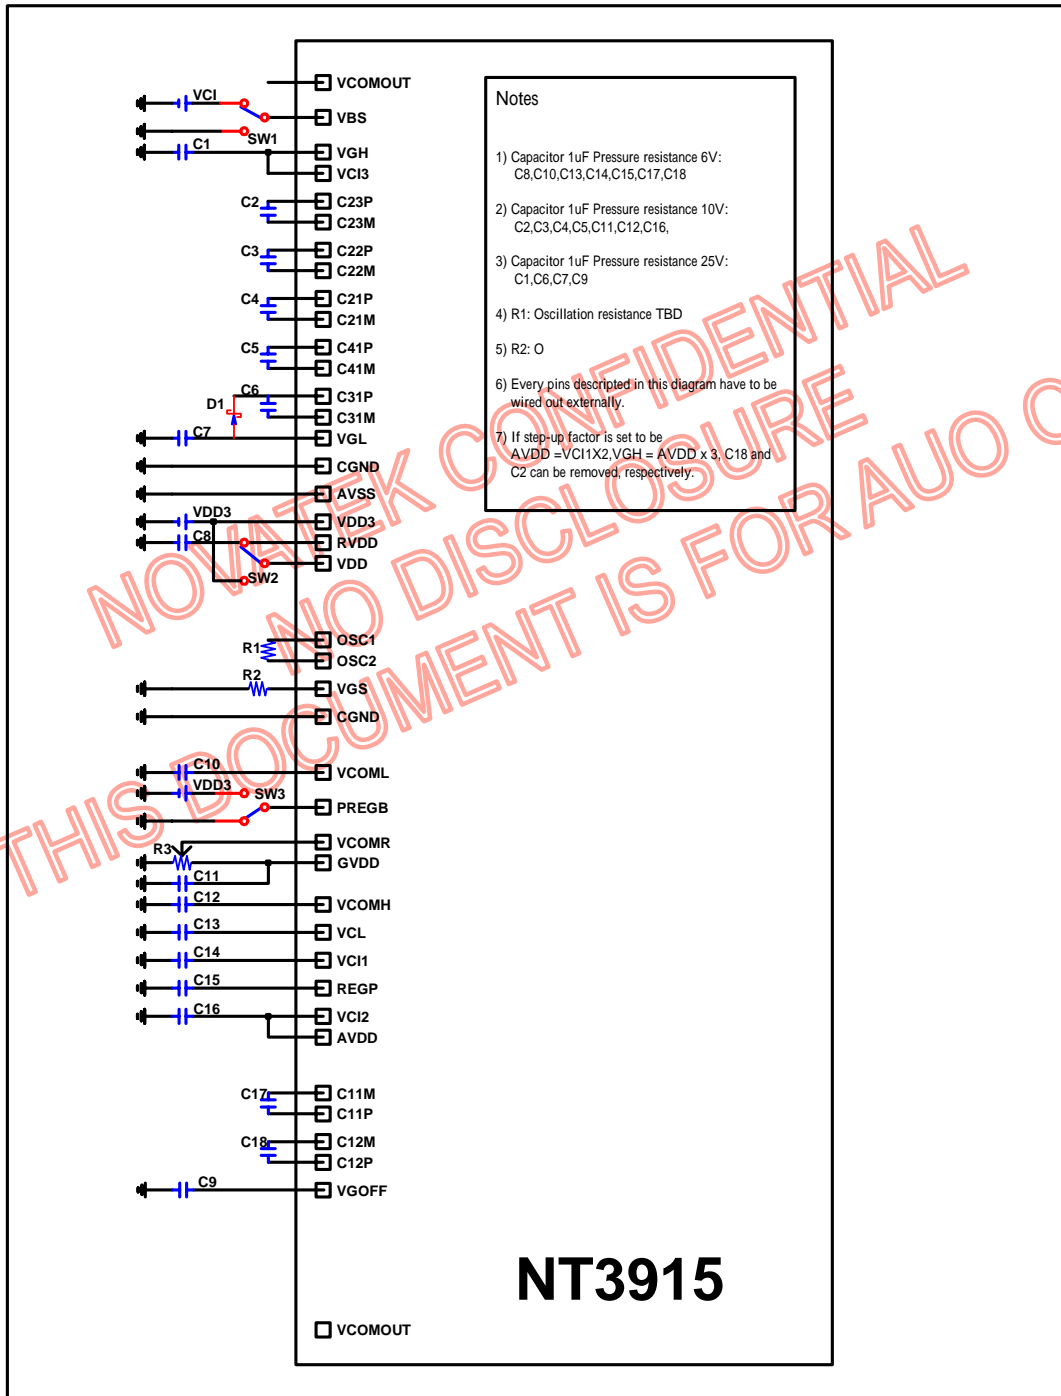 VCOMOUT
VCI
VBS
SW1
C1
VGH
VCI3
C2
C23P
C23M
C3
C22P
C22M
C4
C21P
C21M
C5
C41P
C41M
C6
C31P
D1
C31M
C7
VGL
CGND
AVSS
VDD3
VDD3
C8
RVDD
VDD
SW2
OSC1
R1
OSC2
R2
VGS
CGND
C10
VCOML
VDD3
SW3
PREGB
VCOMR
R3
GVDD
C11
C12
VCOMH
C13
VCL
C14
VCI1
C15
REGP
C16
VCI2
AVDD
C17
C11M
C11P
C18
C12M
C12P
C9
VGOFF
VCOMOUT
Notes
1) Capacitor 1uF Pressure resistance 6V:
C8,C10,C13,C14,C15,C17,C18
2) Capacitor 1uF Pressure resistance 10V:
C2,C3,C4,C5,C11,C12,C16,
3) Capacitor 1uF Pressure resistance 25V:
C1,C6,C7,C9
4) R1: Oscillation resistance TBD
5) R2: O
6) Every pins descripted in this diagram have to be
wired out externally.
7) If step-up factor is set to be
AVDD =VCI1X2,VGH = AVDD x 3, C18 and
C2 can be removed, respectively.
NT3915
NOVATEK CONFIDENTIAL
NO DISCLOSURE
THIS DOCUMENT IS FOR AUO